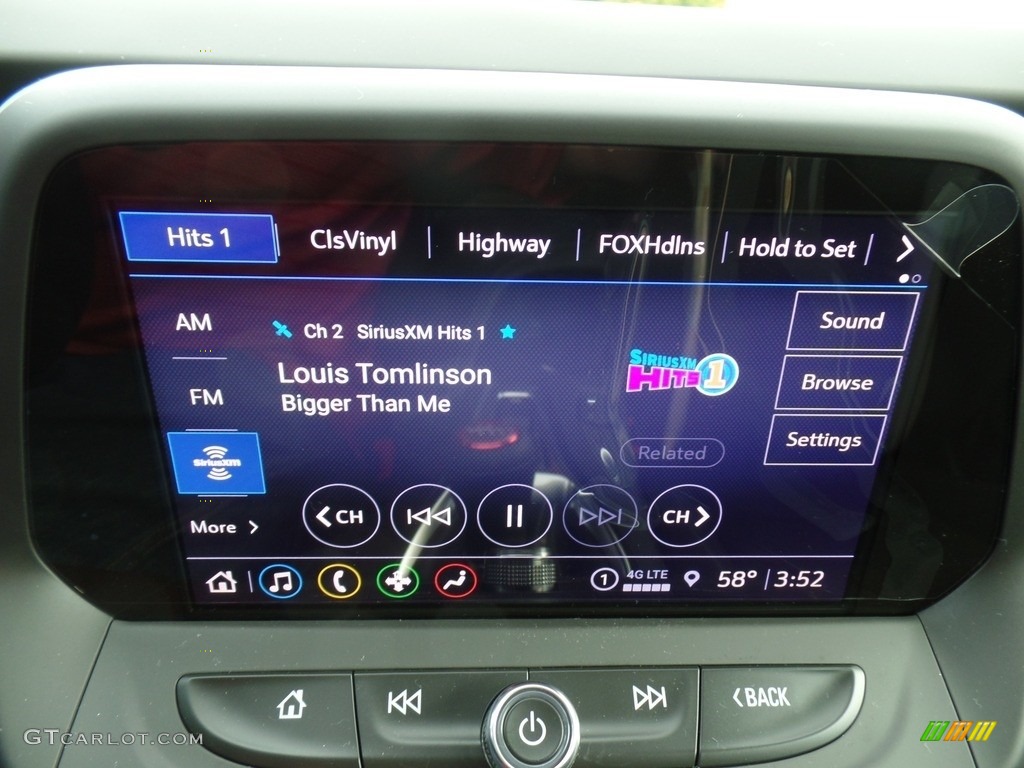 Hits 1 ClsVinyl Highway FOXHdlns Hold to Set
AM
Ch 2 SiriusXM Hits 1
Louis Tomlinson
Bigger Than Me
SIRIUSXM
HITS 1
Sound
FM
Browse
Settings
SiriusXM
Related
More
CH
CH
1 4G LTE 58° 3:52
BACK
GTCARLOT.COM